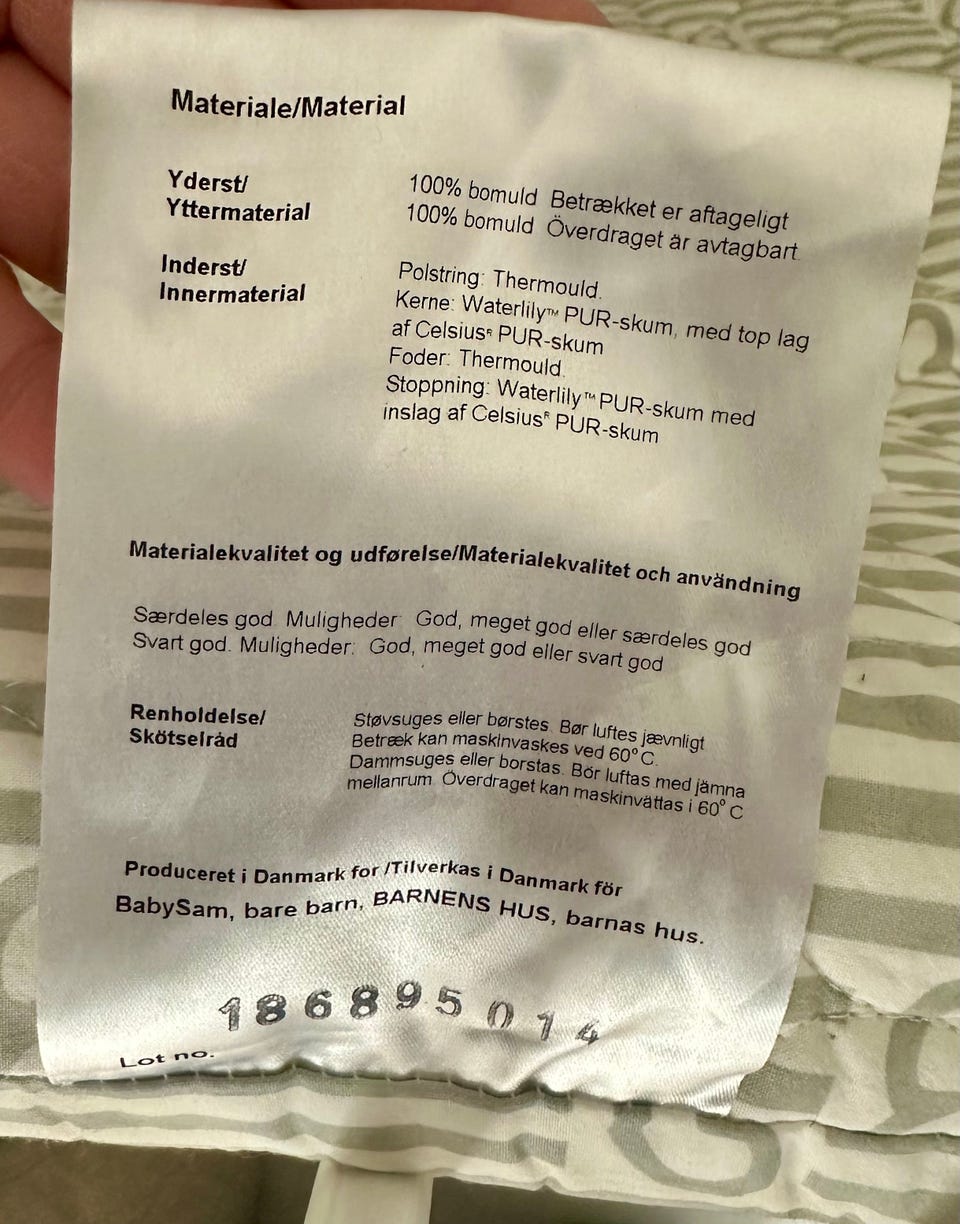 Materiale/Material
Yderst/
Yttermaterial
100% bomuld Betrækket er aftageligt
100% bomuld Överdraget är avtagbart.
Inderst/
Innermaterial
Polstring: Thermould.
Kerne: Waterlily™ PUR-skum, med top lag
af Celsiusᴿ PUR-skum
Foder: Thermould.
Stoppning: Waterlily™ PUR-skum med
inslag af Celsiusᴿ PUR-skum
Materialekvalitet og udførelse/Materialekvalitet och användning
Særdeles god. Muligheder: God, meget god eller særdeles god
Svart god. Muligheder: God, meget god eller svart god
Renholdelse/
Skötselråd
Støvsuges eller børstes. Bør luftes jævnligt
Betræk kan maskinvaskes ved 60° C.
Dammsuges eller borstas. Bör luftas med jämna
mellanrum. Överdraget kan maskinvättas i 60° C
Produceret i Danmark for /Tilverkas i Danmark för
BabySam, bare barn, BARNENS HUS, barnas hus.
186895 014
Lot no.